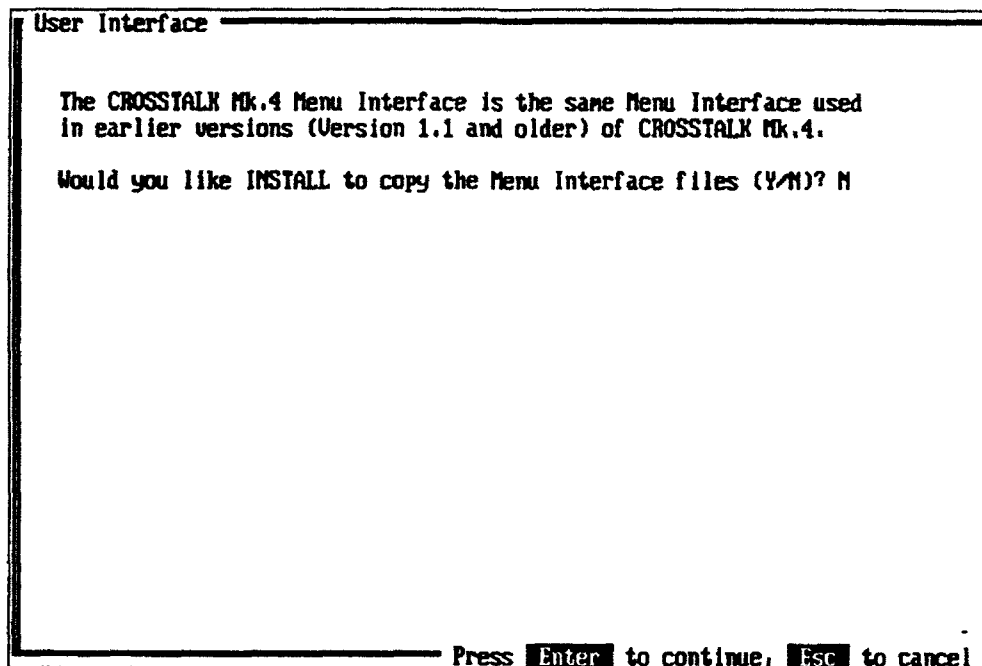 User Interface
The CROSSTALK Mk.4 Menu Interface is the same Menu Interface used
in earlier versions (Version 1.1 and older) of CROSSTALK Mk.4.
Would you like INSTALL to copy the Menu Interface files (Y/N)? N
Press Enter to continue, Esc to cancel